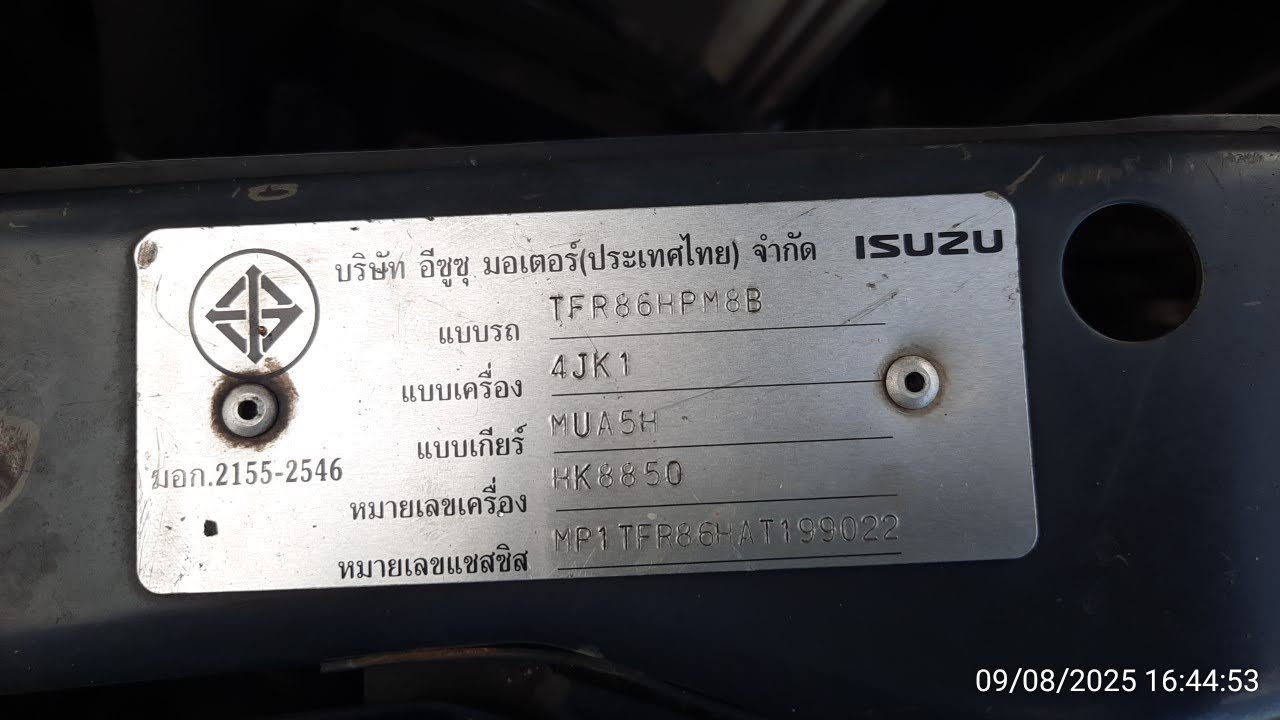 บริษัท อีซูซุ มอเตอร์(ประเทศไทย) จำกัด ISUZU
แบบรถ TFR86HPM8B
แบบเครื่อง 4JK1
แบบเกียร์ MUA5H
มอก.2155-2546
หมายเลขเครื่อง HK8850
หมายเลขแชสซิส MP1TFR86HAT199022
09/08/2025 16:44:53